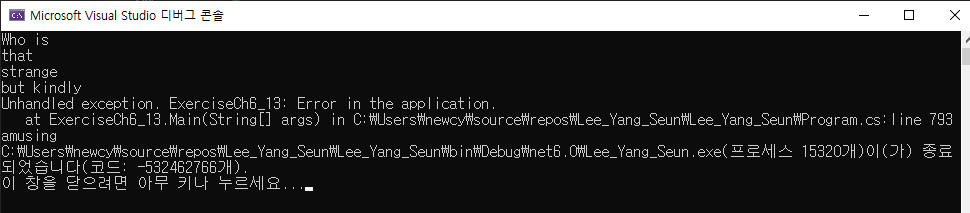 Microsoft Visual Studio 디버그 콘솔
Who is
that
strange
but kindly
Unhandled exception. ExerciseCh6_13: Error in the application.
   at ExerciseCh6_13.Main(String[] args) in C:₩Users₩newcy₩source₩repos₩Lee_Yang_Seun₩Lee_Yang_Seun₩Program.cs:line 793
amusing
C:₩Users₩newcy₩source₩repos₩Lee_Yang_Seun₩Lee_Yang_Seun₩bin₩Debug₩net6.0₩Lee_Yang_Seun.exe(프로세스 15320개)이(가) 종료
되었습니다(코드: -532462766개).
이 창을 닫으려면 아무 키나 누르세요...